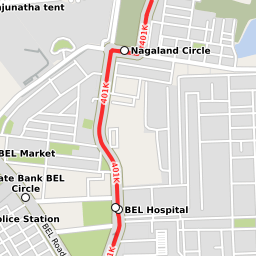 ajunatha tent
Nagaland Circle
401K
401K
BEL Market
ate Bank BEL
Circle
401K
BEL Hospital
olice Station
BEL Road
401K